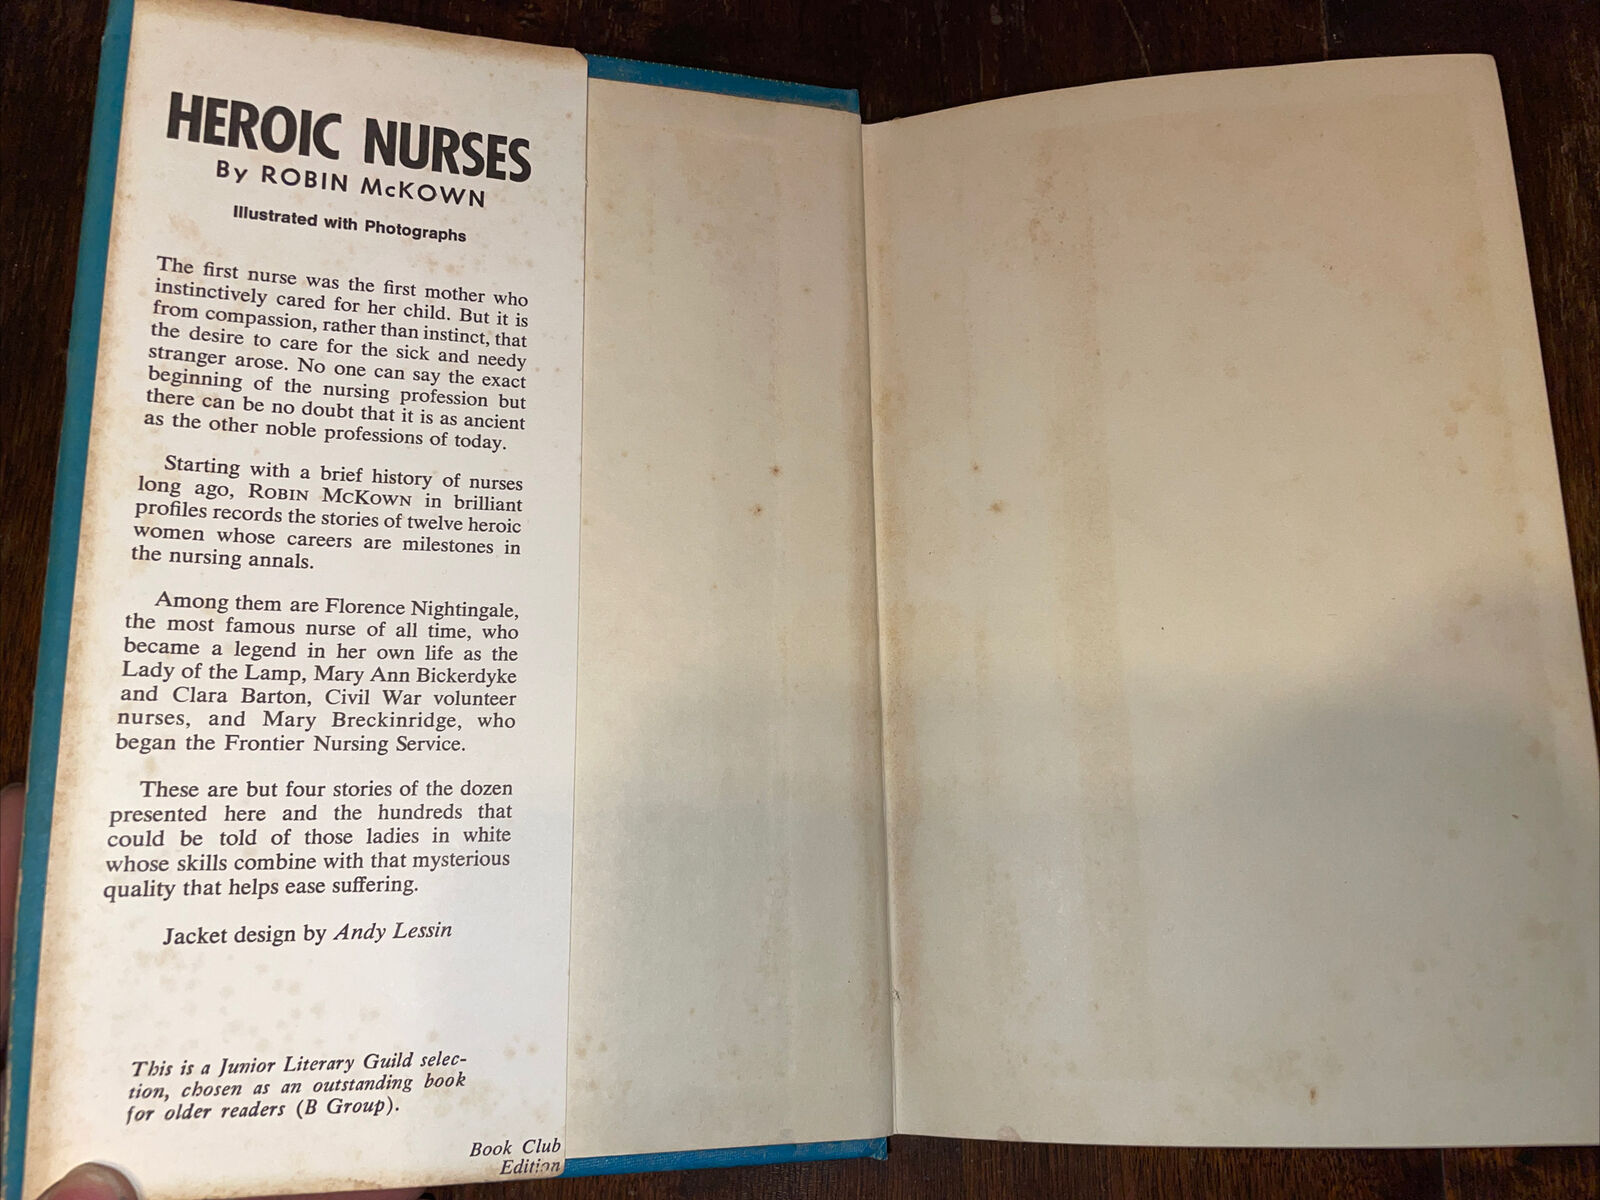 HEROIC NURSES
By ROBIN McKOWN
Illustrated with Photographs
The first nurse was the first mother who
instinctively cared for her child. But it is
from compassion, rather than instinct, that
the desire to care for the sick and needy
stranger arose. No one can say the exact
beginning of the nursing profession but
there can be no doubt that it is as ancient
as the other noble professions of today.
Starting with a brief history of nurses
long ago, ROBIN MCKOWN in brilliant
profiles records the stories of twelve heroic
women whose careers are milestones in
the nursing annals.
Among them are Florence Nightingale,
the most famous nurse of all time, who
became a legend in her own life as the
Lady of the Lamp, Mary Ann Bickerdyke
and Clara Barton, Civil War volunteer
nurses, and Mary Breckinridge, who
began the Frontier Nursing Service.
These are but four stories of the dozen
presented here and the hundreds that
could be told of those ladies in white
whose skills combine with that mysterious
quality that helps ease suffering.
Jacket design by Andy Lessin
This is a Junior Literary Guild selec-
tion, chosen as an outstanding book
for older readers (B Group).
Book Club
Edition